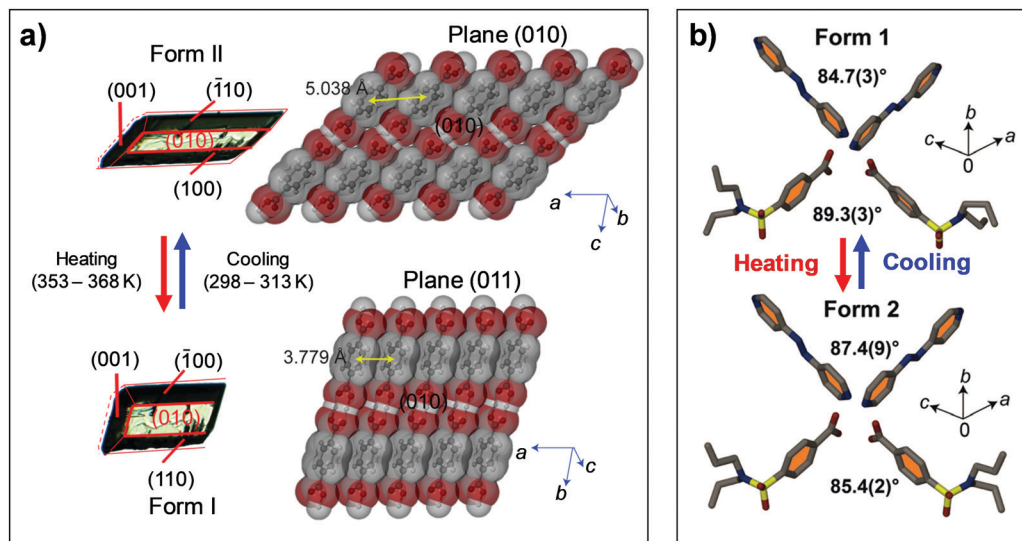 a)
Form II
(001)
(1̄10)
(010)
(100)
Heating
(353 – 368 K)
Cooling
(298 – 313 K)
(001)
(1̄00)
(010)
(110)
Form I
Plane (010)
5.038 Å
(010)
a
b
c
Plane (011)
3.779 Å
(010)
a
c
b
b)
Form 1
84.7(3)°
b
c
a
0
89.3(3)°
Heating
Cooling
Form 2
87.4(9)°
b
c
a
0
85.4(2)°